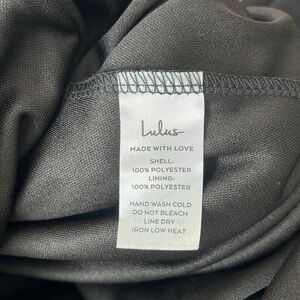 Lulus
MADE WITH LOVE
SHELL:
100% POLYESTER
LINING:
100% POLYESTER
HAND WASH COLD
DO NOT BLEACH
LINE DRY
IRON LOW HEAT